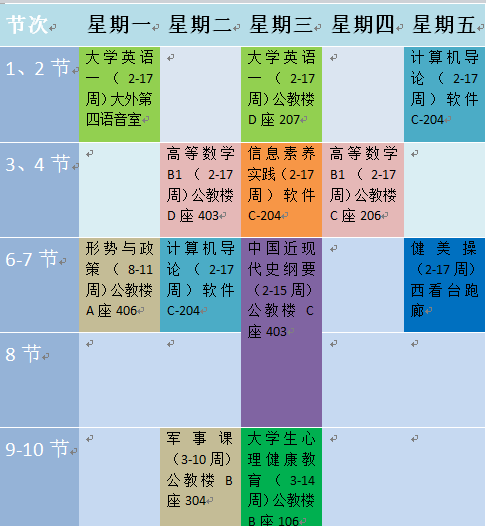 节次 星期一 星期二 星期三 星期四 星期五
1、2 节
大学英语
一（2-17
周）大外第
四语音室
大学英语
一（2-17
周）公教楼
D 座 207
计算机导
论（2-17
周）软件
C-204
3、4 节
高等数学
B1（2-17
周）公教楼
D 座 403
信息素养
实践（2-17
周）软件
C-204
高等数学
B1（2-17
周）公教楼
C 座 206
6-7 节
形势与政
策（8-11
周）公教楼
A 座 406
计算机导
论（2-17
周）软件
C-204
中国近现
代史纲要
（2-15 周）
公教楼 C
座 403
健美操
（2-17 周）
西看台跑
廊
8 节
9-10 节
军事课
（3-10 周）
公教楼 B
座 304
大学生心
理健康教
育（3-14
周）公教楼
B 座 106